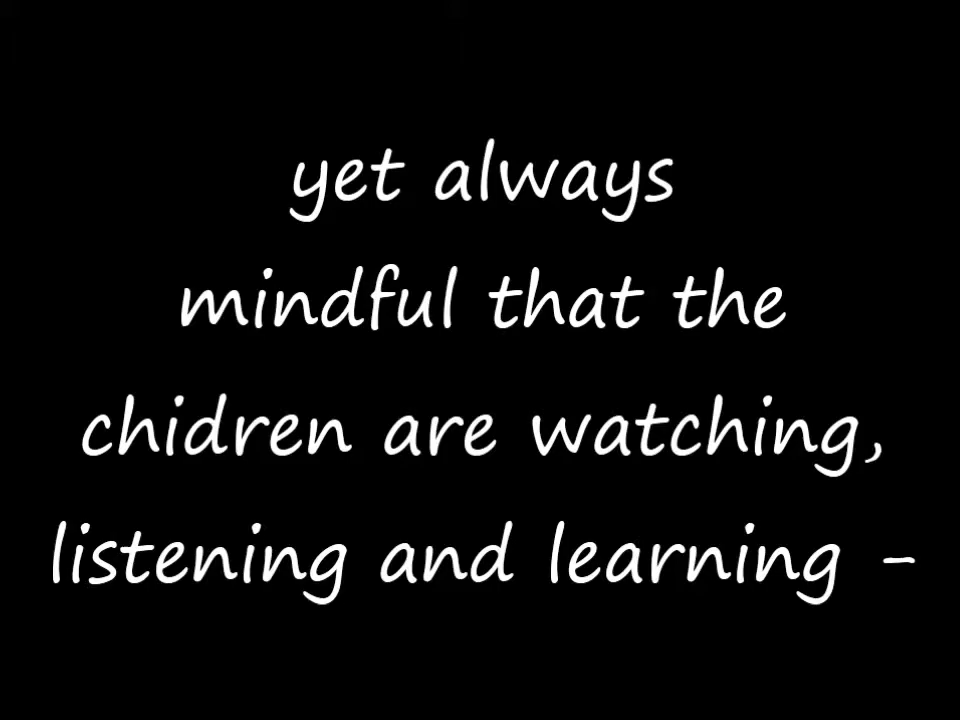 yet always
mindful that the
chidren are watching,
listening and learning -